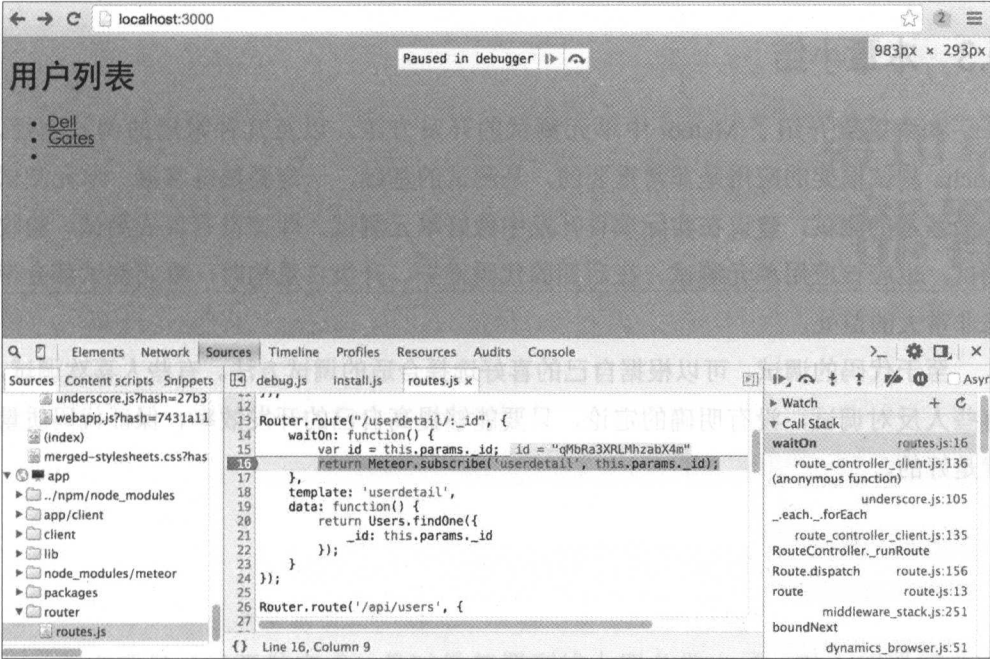 localhost:3000
2
用户列表
Paused in debugger
983px × 293px
Dell
Gates
Elements Network Sources Timeline Profiles Resources Audits Console
Sources Content scripts Snippets
debug.js install.js routes.js ×
Asyn
underscore.js?hash=27b3
webapp.js?hash=7431a11
(index)
merged-stylesheets.css?has
app
../npm/node_modules
app/client
client
lib
node_modules/meteor
packages
router
routes.js
11 });
12
13 Router.route("/userdetail/:_id",
14 waitOn: function() {
15 var id = this.params._id; id = "qMbRa3XRLMhzabX4m"
16 return Meteor.subscribe('userdetail', this.params._id);
17 },
18 template: 'userdetail',
19 data: function() {
20 return Users.findOne({
21 _id: this.params._id
22 });
23 }
24 });
25
26 Router.route('/api/users', {
27
{} Line 16, Column 9
Watch
Call Stack
waitOn routes.js:16
route_controller_client.js:136
(anonymous function)
underscore.js:105
_.each._.forEach
route_controller_client.js:135
RouteController._runRoute
Route.dispatch route.js:156
route route.js:13
middleware_stack.js:251
boundNext
dynamics_browser.js:51